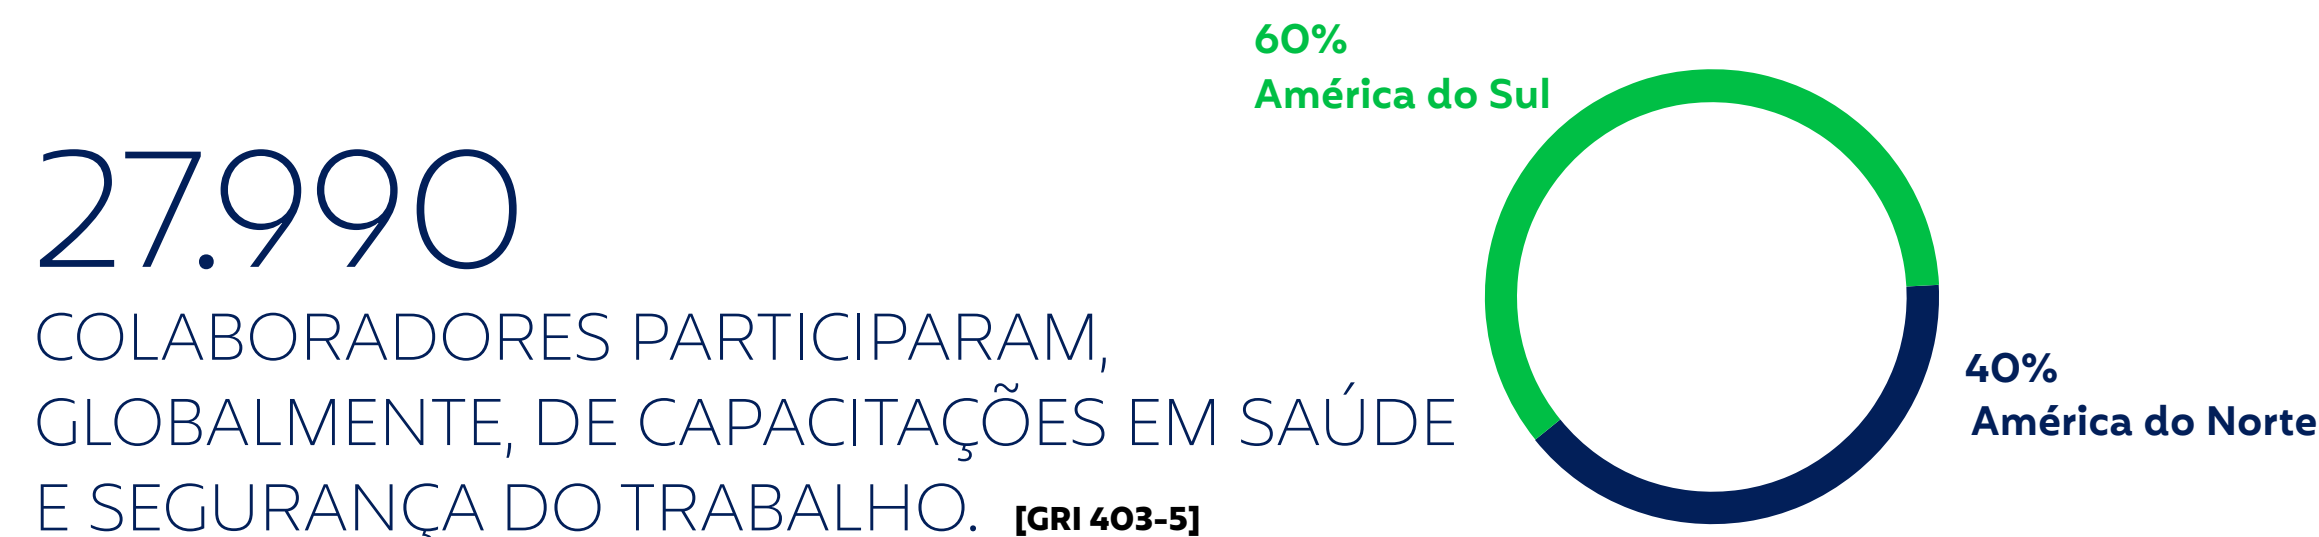 27.990
COLABORADORES PARTICIPARAM,
GLOBALMENTE, DE CAPACITAÇÕES EM SAÚDE
E SEGURANÇA DO TRABALHO. [GRI 403-5]
60%
América do Sul
40%
América do Norte